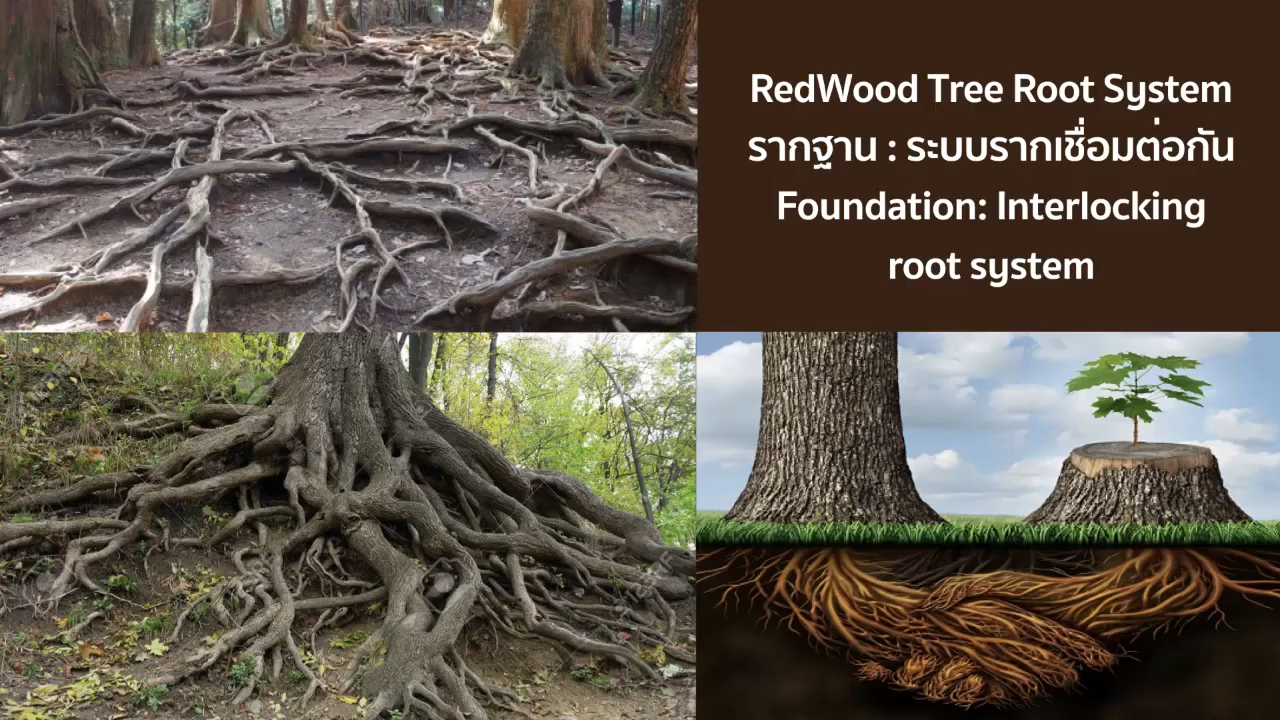 RedWood Tree Root System
รากฐาน : ระบบรากเชื่อมต่อกัน
Foundation: Interlocking
root system